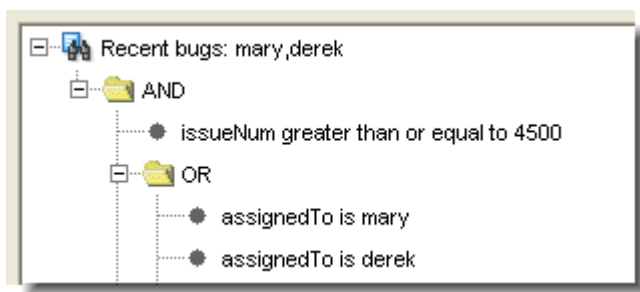 Recent bugs: mary,derek
AND
issueNum greater than or equal to 4500
OR
assignedTo is mary
assignedTo is derek